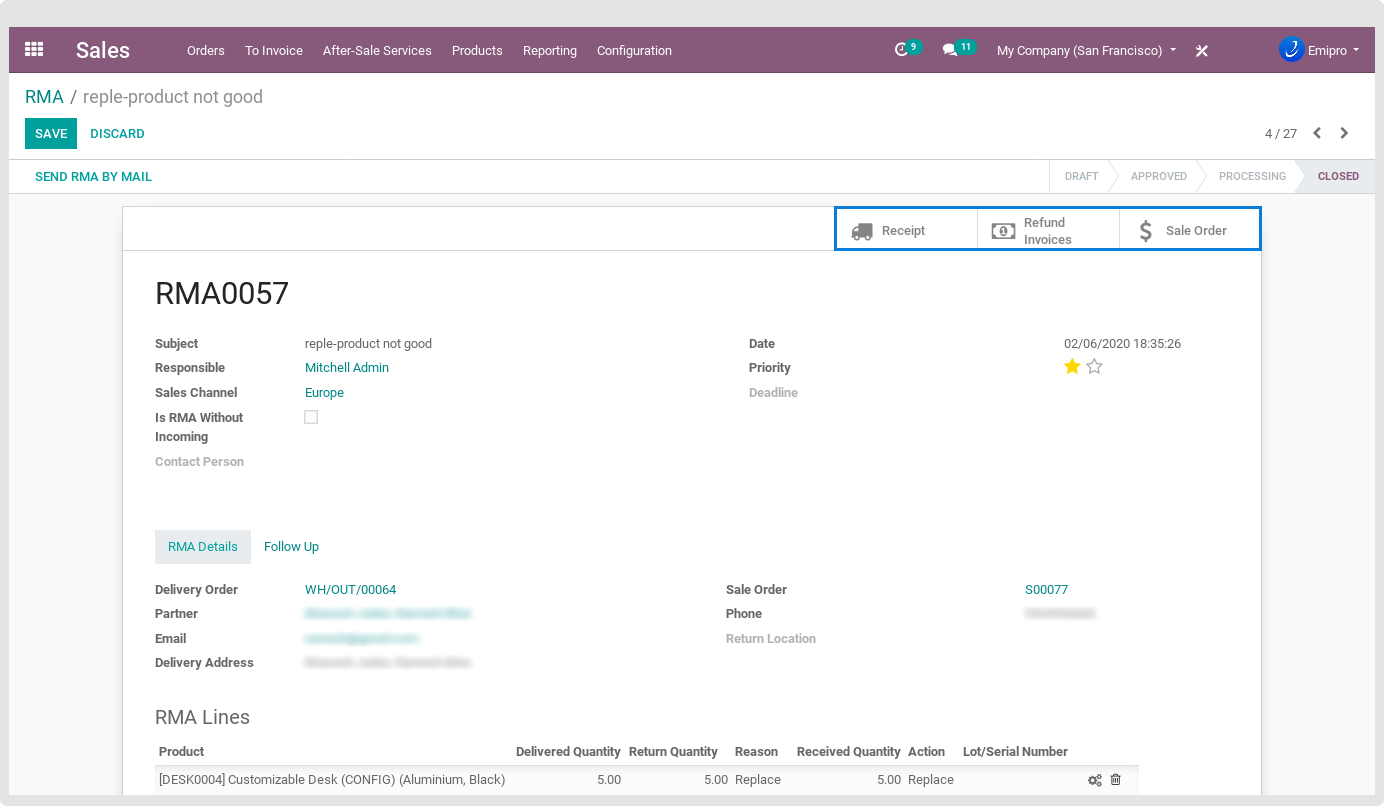 Sales Orders To Invoice After-Sale Services Products Reporting Configuration 9 11 My Company (San Francisco) Emipro
RMA / reple-product not good
SAVE DISCARD 4 / 27
SEND RMA BY MAIL DRAFT APPROVED PROCESSING CLOSED
Receipt Refund Invoices Sale Order
RMA0057
Subject reple-product not good Date 02/06/2020 18:35:26
Responsible Mitchell Admin Priority
Sales Channel Europe Deadline
Is RMA Without
Incoming
Contact Person
RMA Details Follow Up
Delivery Order WH/OUT/00064 Sale Order S00077
Partner Phone
Email Return Location
Delivery Address
RMA Lines
Product Delivered Quantity Return Quantity Reason Received Quantity Action Lot/Serial Number
[DESK0004] Customizable Desk (CONFIG) (Aluminium, Black) 5.00 5.00 Replace 5.00 Replace